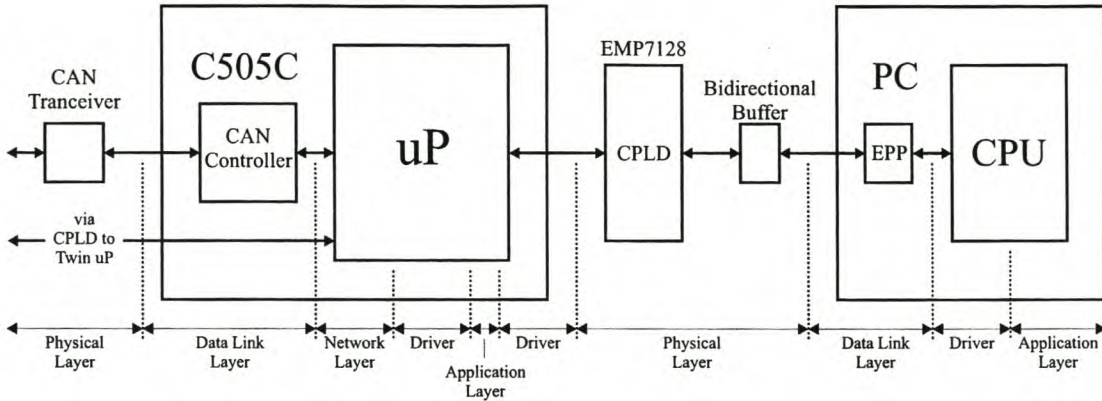 CAN
Tranceiver
C505C
CAN
Controller
uP
EMP7128
CPLD
Bidirectional
Buffer
PC
EPP
CPU
via
CPLD to
Twin uP
Physical
Layer
Data Link
Layer
Network
Layer
Driver
Application
Layer
Driver
Physical
Layer
Data Link
Layer
Driver
Application
Layer